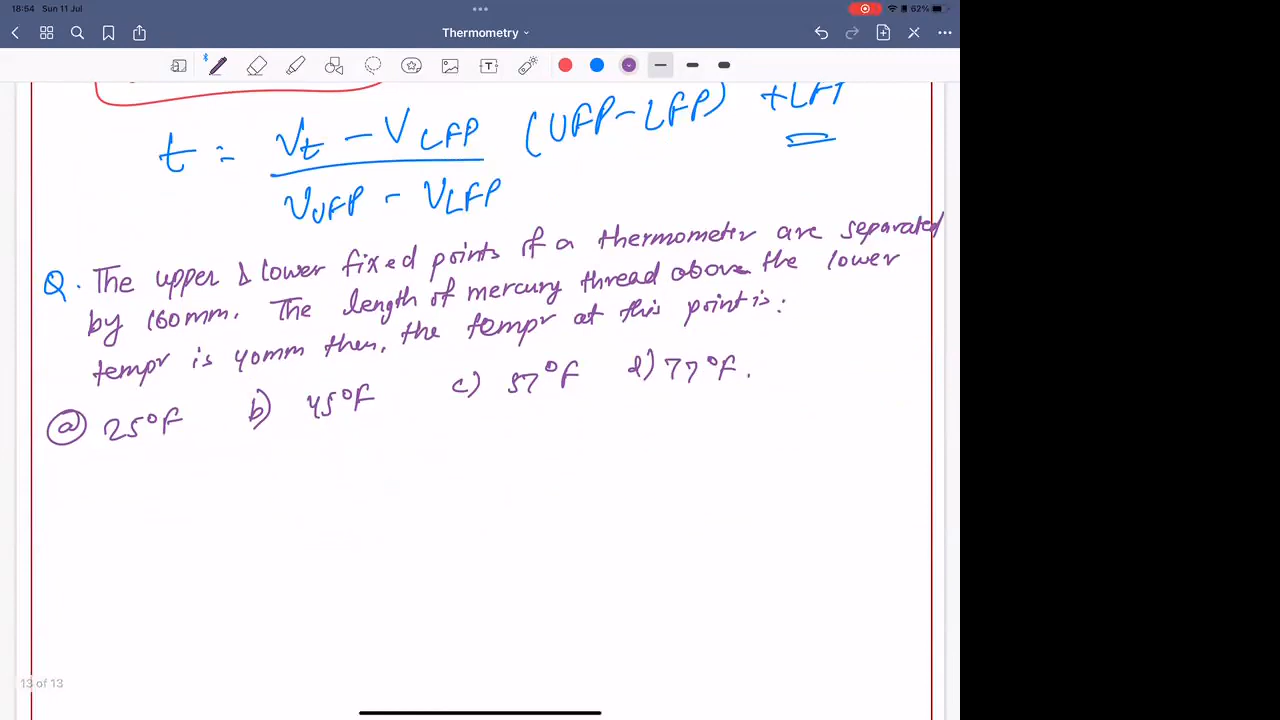 18:54 Sun 11 Jul
62%
Thermometry
T
t = Vt - VLFP / VUFP - VLFP (UFP - LFP) + LFP
Q. The upper & lower fixed points of a thermometer are separated
by 160mm. The length of mercury thread above the lower
tempr is 40mm then, the tempr at this point is:
a) 25°F b) 45°F c) 57°F d) 77°F.
13 of 13